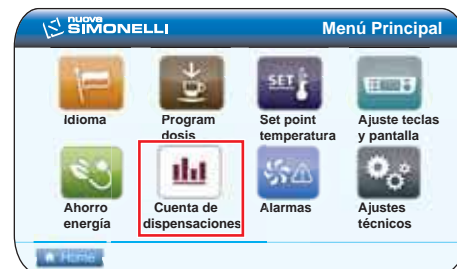 nuova
SIMONELLI
Menú Principal
SET
Idioma
Program
dosis
Set point
temperatura
Ajuste teclas
y pantalla
Ahorro
energía
Cuenta de
dispensaciones
Alarmas
Ajustes
técnicos
Home